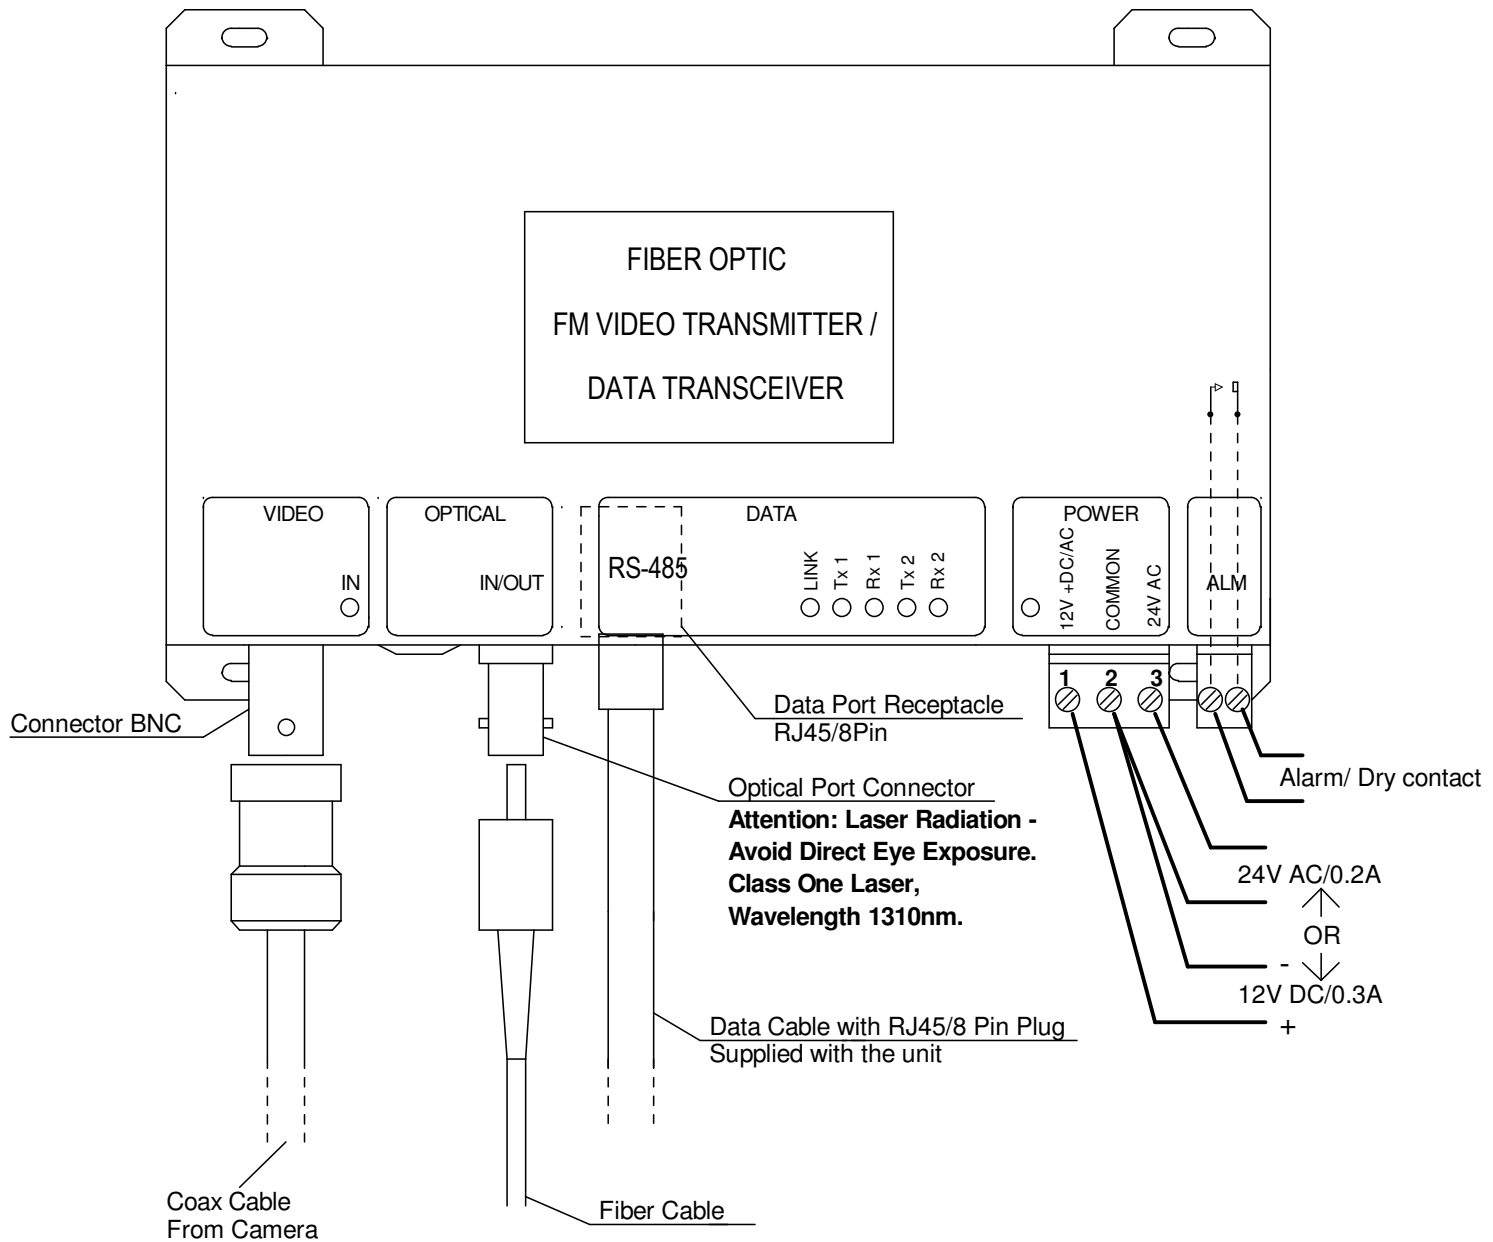 FIBER OPTIC
FM VIDEO TRANSMITTER /
DATA TRANSCEIVER
VIDEO
IN
OPTICAL
IN/OUT
DATA
RS-485
LINK
Tx 1
Rx 1
Tx 2
Rx 2
POWER
12V +DC/AC
COMMON
24V AC
ALM
1
2
3
Connector BNC
Data Port Receptacle
RJ45/8Pin
Optical Port Connector
Attention: Laser Radiation -
Avoid Direct Eye Exposure.
Class One Laser,
Wavelength 1310nm.
Alarm/ Dry contact
24V AC/0.2A
OR
-
12V DC/0.3A
+
Data Cable with RJ45/8 Pin Plug
Supplied with the unit
Coax Cable
From Camera
Fiber Cable